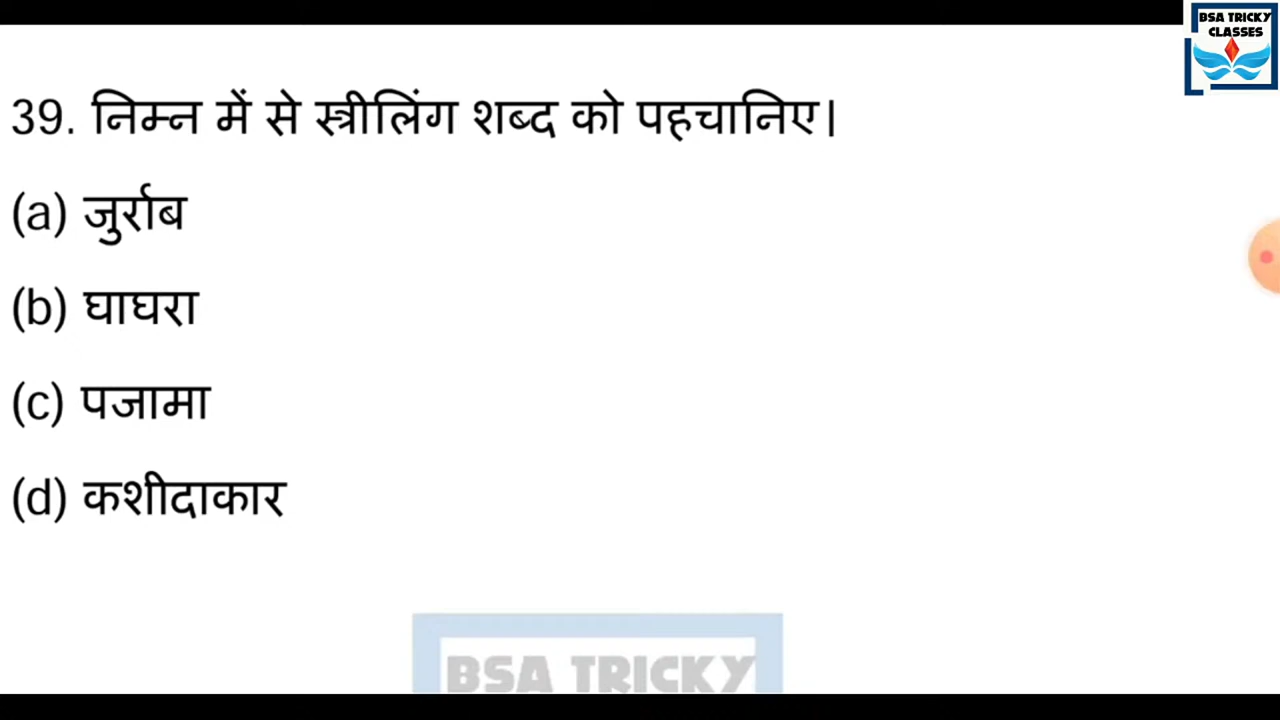 BSA TRICKY
CLASSES
39. निम्न में से स्त्रीलिंग शब्द को पहचानिए।
(a) जुर्राब
(b) घाघरा
(c) पजामा
(d) कशीदाकार
BSA TRICKY